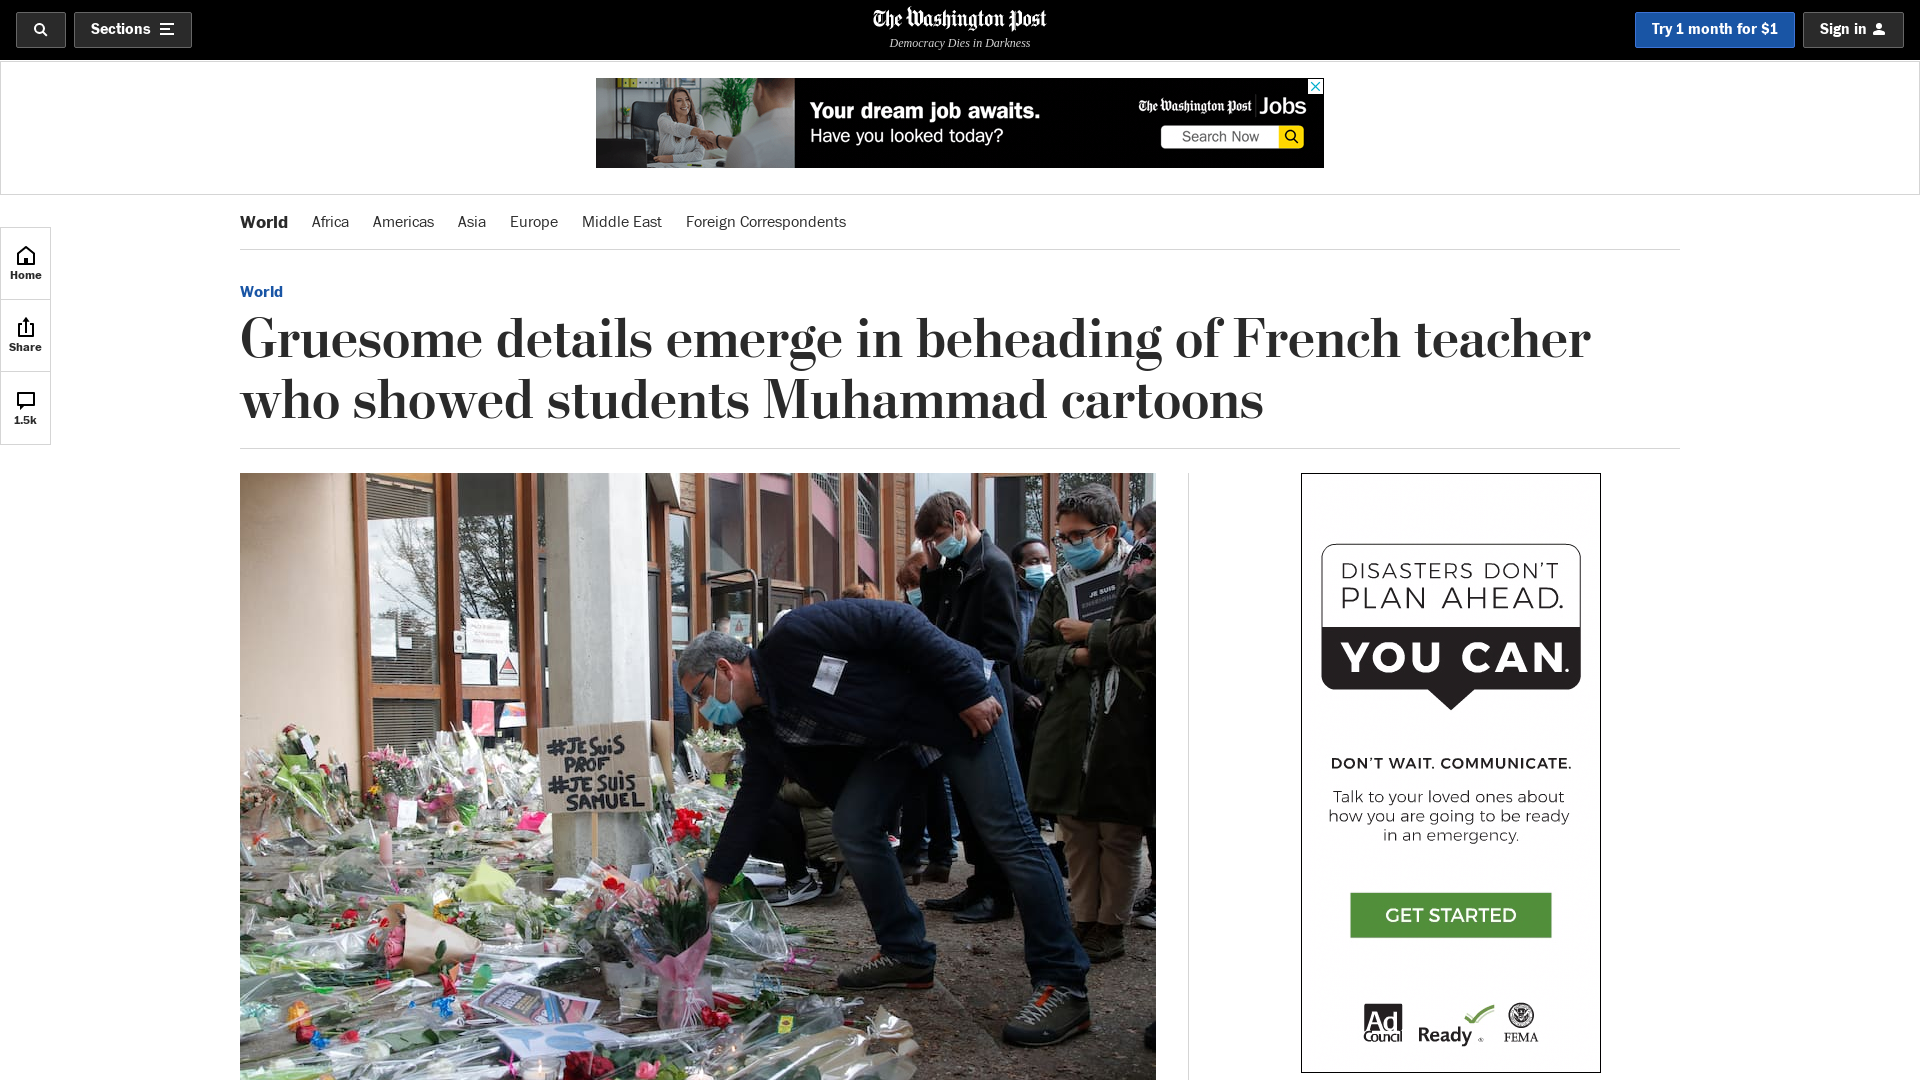 Sections
The Washington Post
Democracy Dies in Darkness
Try 1 month for $1
Sign in
Your dream job awaits.
Have you looked today?
The Washington Post Jobs
Search Now
World
Africa
Americas
Asia
Europe
Middle East
Foreign Correspondents
Home
Share
1.5k
World
Gruesome details emerge in beheading of French teacher
who showed students Muhammad cartoons
#JE SUIS
PROF
#JE SUIS
SAMUEL
JE SUIS
ENSEIGNANT
DISASTERS DON'T
PLAN AHEAD.
YOU CAN.
DON'T WAIT. COMMUNICATE.
Talk to your loved ones about
how you are going to be ready
in an emergency.
GET STARTED
Ad
Council
Ready
FEMA